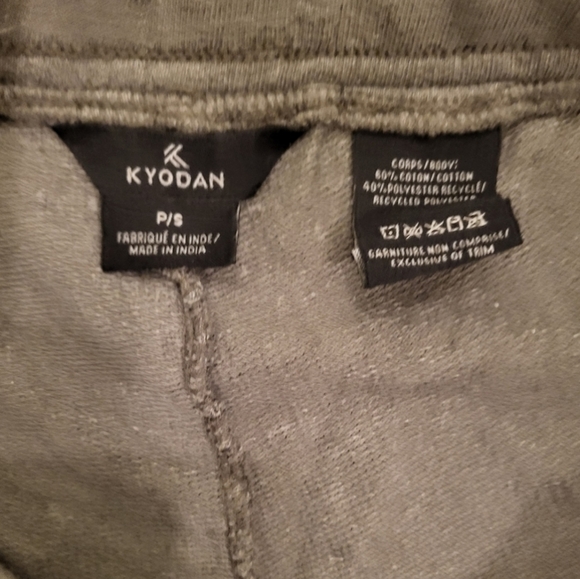 KYODAN
P/S
FABRIQUÉ EN INDE/
MADE IN INDIA
CORPS/BODY:
60% COTON/COTTON
40% POLYESTER RECYCLÉ/
RECYCLED POLYESTER
GARNITURE NON COMPRISE/
EXCLUSIVE OF TRIM